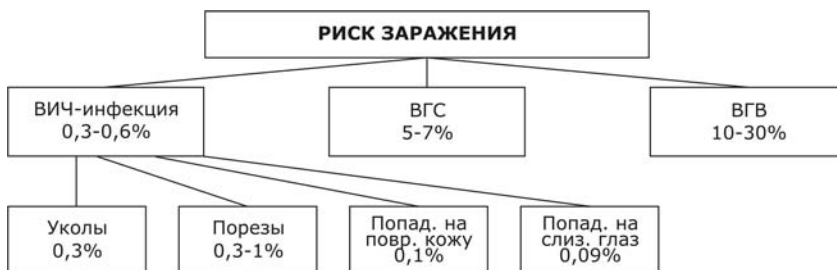 РИСК ЗАРАЖЕНИЯ
ВИЧ-инфекция
0,3-0,6%
ВГС
5-7%
ВГВ
10-30%
Уколы
0,3%
Порезы
0,3-1%
Попад. на
повр. кожу
0,1%
Попад. на
слиз. глаз
0,09%